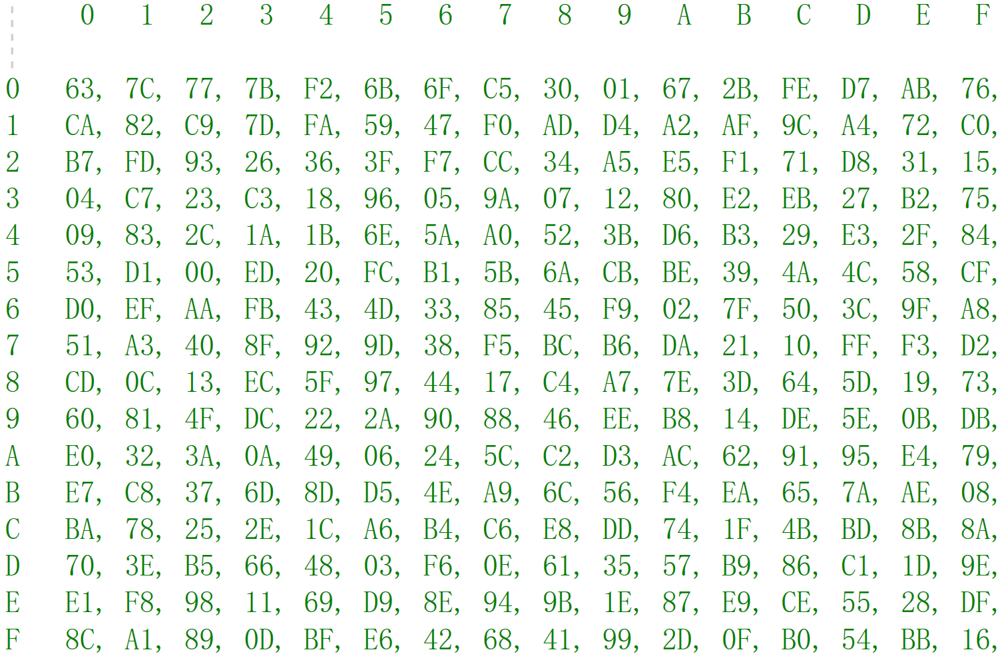 0 1 2 3 4 5 6 7 8 9 A B C D E F
0 63, 7C, 77, 7B, F2, 6B, 6F, C5, 30, 01, 67, 2B, FE, D7, AB, 76,
1 CA, 82, C9, 7D, FA, 59, 47, F0, AD, D4, A2, AF, 9C, A4, 72, C0,
2 B7, FD, 93, 26, 36, 3F, F7, CC, 34, A5, E5, F1, 71, D8, 31, 15,
3 04, C7, 23, C3, 18, 96, 05, 9A, 07, 12, 80, E2, EB, 27, B2, 75,
4 09, 83, 2C, 1A, 1B, 6E, 5A, A0, 52, 3B, D6, B3, 29, E3, 2F, 84,
5 53, D1, 00, ED, 20, FC, B1, 5B, 6A, CB, BE, 39, 4A, 4C, 58, CF,
6 D0, EF, AA, FB, 43, 4D, 33, 85, 45, F9, 02, 7F, 50, 3C, 9F, A8,
7 51, A3, 40, 8F, 92, 9D, 38, F5, BC, B6, DA, 21, 10, FF, F3, D2,
8 CD, 0C, 13, EC, 5F, 97, 44, 17, C4, A7, 7E, 3D, 64, 5D, 19, 73,
9 60, 81, 4F, DC, 22, 2A, 90, 88, 46, EE, B8, 14, DE, 5E, 0B, DB,
A E0, 32, 3A, 0A, 49, 06, 24, 5C, C2, D3, AC, 62, 91, 95, E4, 79,
B E7, C8, 37, 6D, 8D, D5, 4E, A9, 6C, 56, F4, EA, 65, 7A, AE, 08,
C BA, 78, 25, 2E, 1C, A6, B4, C6, E8, DD, 74, 1F, 4B, BD, 8B, 8A,
D 70, 3E, B5, 66, 48, 03, F6, 0E, 61, 35, 57, B9, 86, C1, 1D, 9E,
E E1, F8, 98, 11, 69, D9, 8E, 94, 9B, 1E, 87, E9, CE, 55, 28, DF,
F 8C, A1, 89, 0D, BF, E6, 42, 68, 41, 99, 2D, 0F, B0, 54, BB, 16,